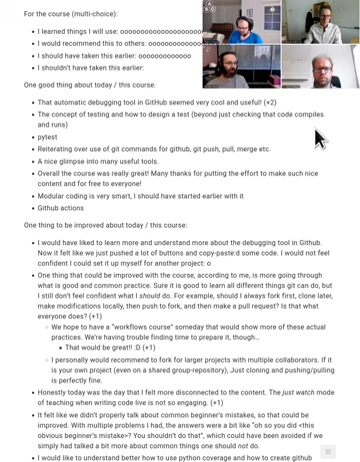 For the course (multi-choice):
I learned things I will use: oooooooooooooooooooo
I would recommend this to others: oooooooooooooo
I should have taken this earlier: ooooooooooooo
I shouldn't have taken this earlier:
One good thing about today / this course:
That automatic debugging tool in GitHub seemed very cool and useful! (+2)
The concept of testing and how to design a test (beyond just checking that code compiles
and runs)
pytest
Reiterating over use of git commands for github, git push, pull, merge etc.
A nice glimpse into many useful tools.
Overall the course was really great! Many thanks for putting the effort to make such nice
content and for free to everyone!
Modular coding is very smart, I should have started earlier with it
Github actions
One thing to be improved about today / this course:
I would have liked to learn more and understand more about the debugging tool in Github.
Now it felt like we just pushed a lot of buttons and copy-paste:d some code. I would not feel
confident I could set it up myself for another project: o
One thing that could be improved with the course, according to me, is more going through
what is good and common practice. Sure it is good to learn all different things git can do, but
I still don't feel confident what I should do. For example, should I always fork first, clone later,
make modifications locally, then push to fork, and then make a pull request? Is that what
everyone does? (+1)
We hope to have a "workflows course" someday that would show more of these actual
practices. We're having trouble finding time to prepare it, though...
That would be great!! :D (+1)
I personally would recommend to fork for larger projects with multiple collaborators. If it
is your own project (even on a shared group-repository), Just cloning and pushing/pulling
is perfectly fine.
Honestly today was the day that I felt more disconnected to the content. The just watch mode
of teaching when writing code live is not so engaging. (+1)
It felt like we didn't properly talk about common beginner's mistakes, so that could be
improved. With multiple problems I had, the answers were a bit like "oh so you did <this
obvious beginner's mistake>? You shouldn't do that", which could have been avoided if we
simply had talked a bit more about common things one should not do.
I would like to understand better how to use python coverage and how to create github